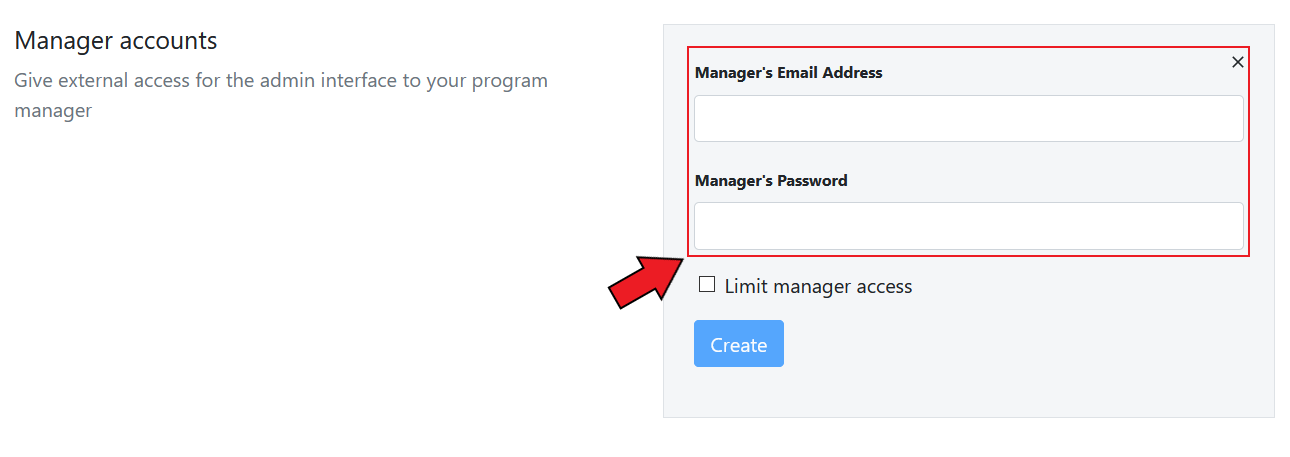 Manager accounts
Give external access for the admin interface to your program
manager
Manager's Email Address
Manager's Password
Limit manager access
Create